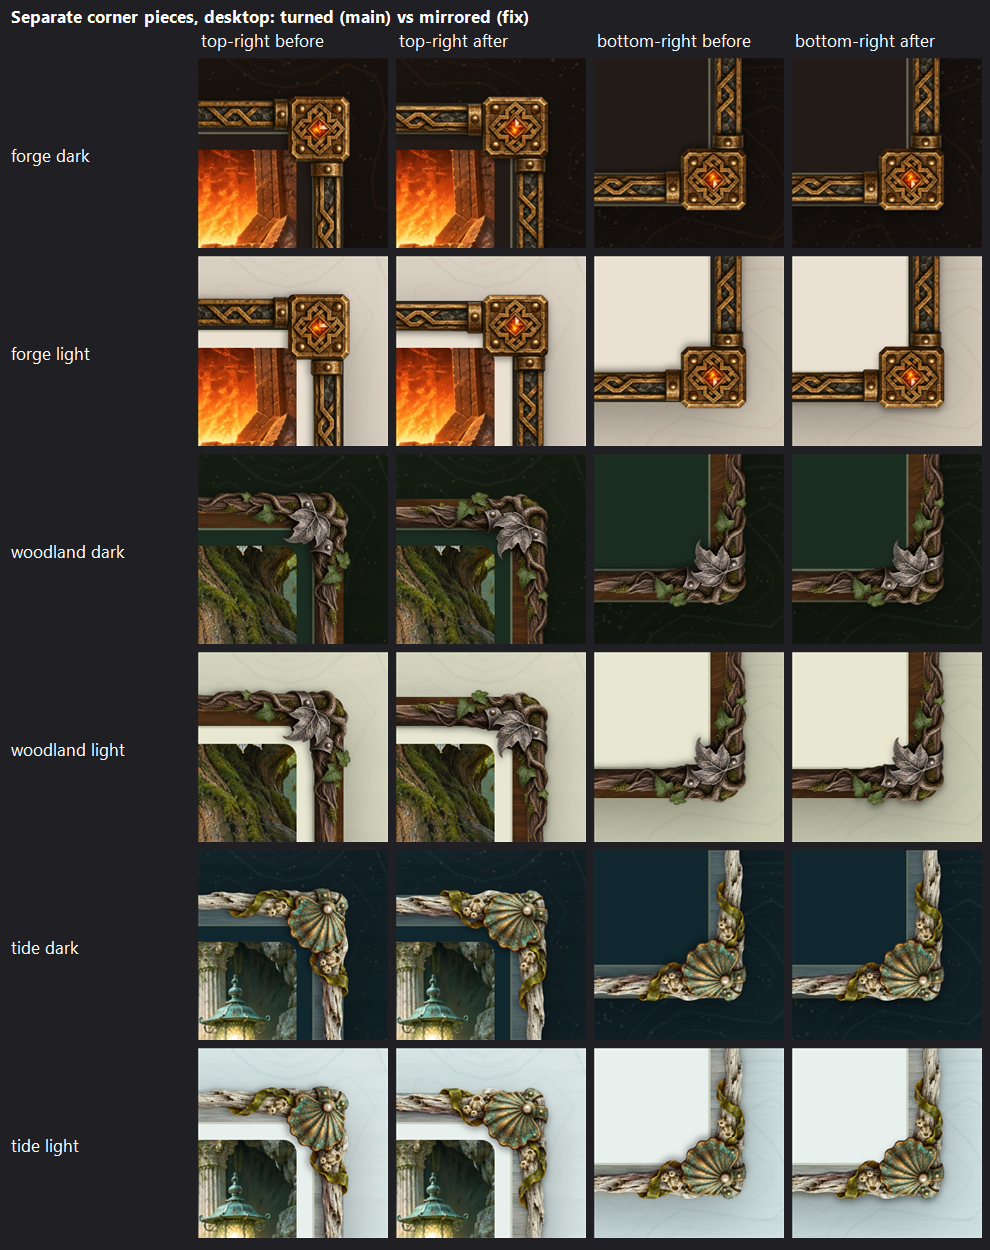 Separate corner pieces, desktop: turned (main) vs mirrored (fix)
top-right before top-right after bottom-right before bottom-right after
forge dark
forge light
woodland dark
woodland light
tide dark
tide light